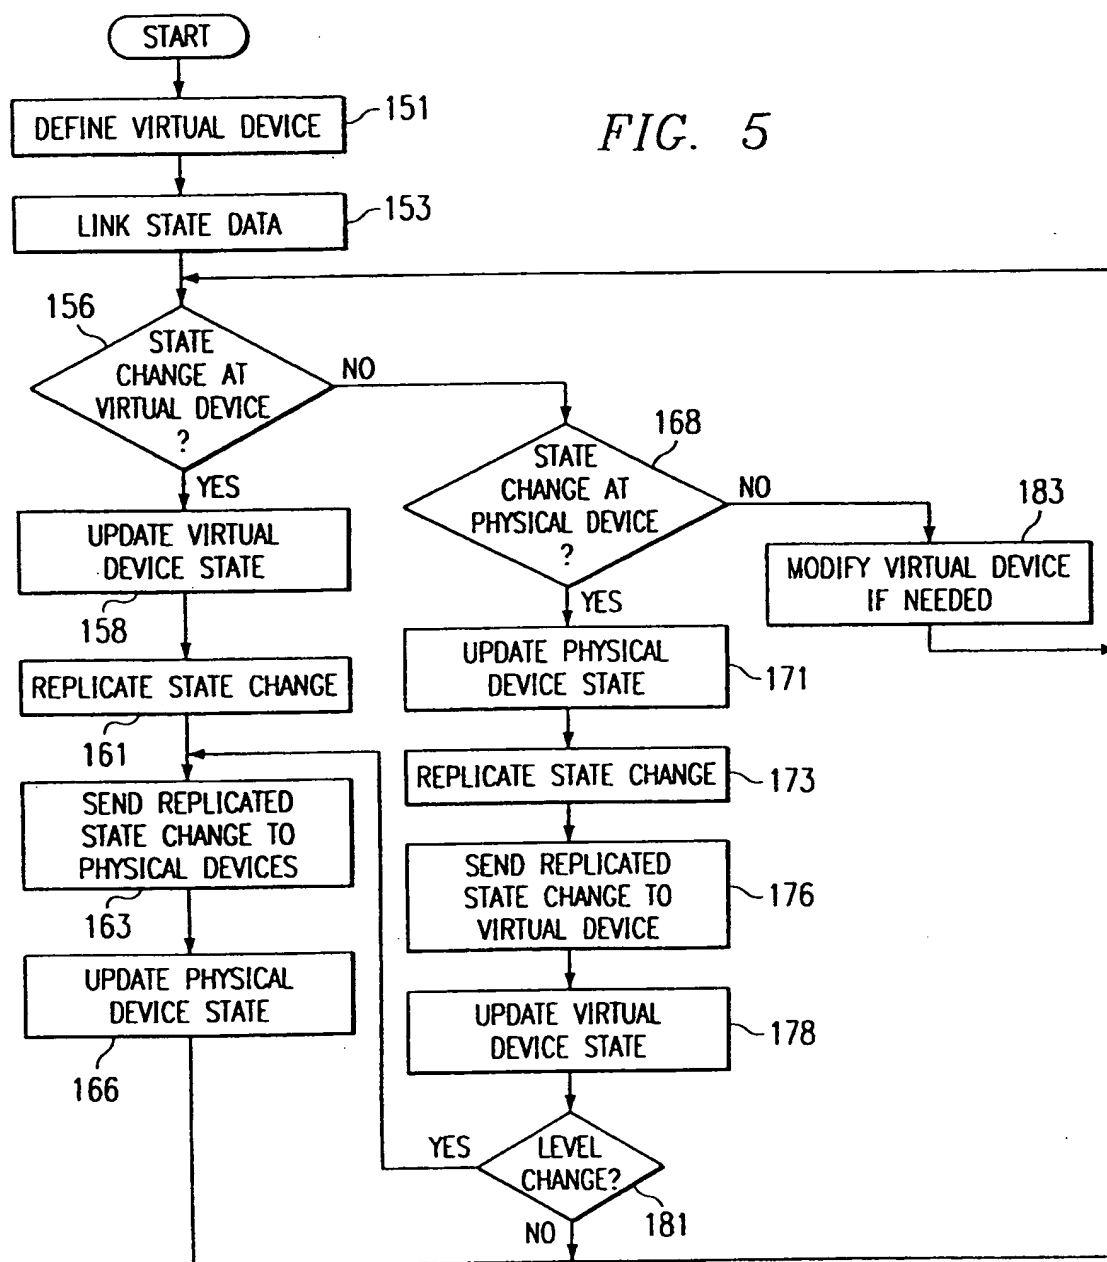 START
DEFINE VIRTUAL DEVICE
151
FIG. 5
LINK STATE DATA
153
156
STATE
CHANGE AT
VIRTUAL DEVICE
?
NO
YES
168
STATE
CHANGE AT
PHYSICAL DEVICE
?
NO
YES
183
MODIFY VIRTUAL DEVICE
IF NEEDED
UPDATE VIRTUAL
DEVICE STATE
158
REPLICATE STATE CHANGE
161
SEND REPLICATED
STATE CHANGE TO
PHYSICAL DEVICES
163
UPDATE PHYSICAL
DEVICE STATE
166
UPDATE PHYSICAL
DEVICE STATE
171
REPLICATE STATE CHANGE
173
SEND REPLICATED
STATE CHANGE TO
VIRTUAL DEVICE
176
UPDATE VIRTUAL
DEVICE STATE
178
YES
LEVEL
CHANGE?
181
NO